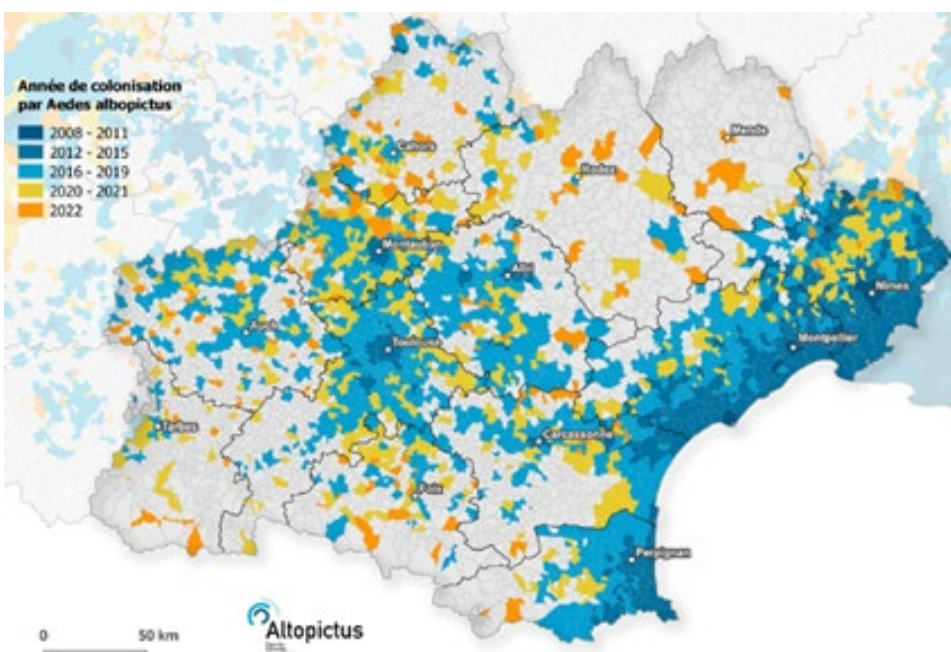 Année de colonisation
par Aedes albopictus
2008 - 2011
2012 - 2015
2016 - 2019
2020 - 2021
2022
Mende
Cahors
Rodez
Montauban
Albi
Nîmes
Auch
Toulouse
Montpellier
Tarbes
Carcassonne
Foix
Perpignan
0 50 km
Altopictus